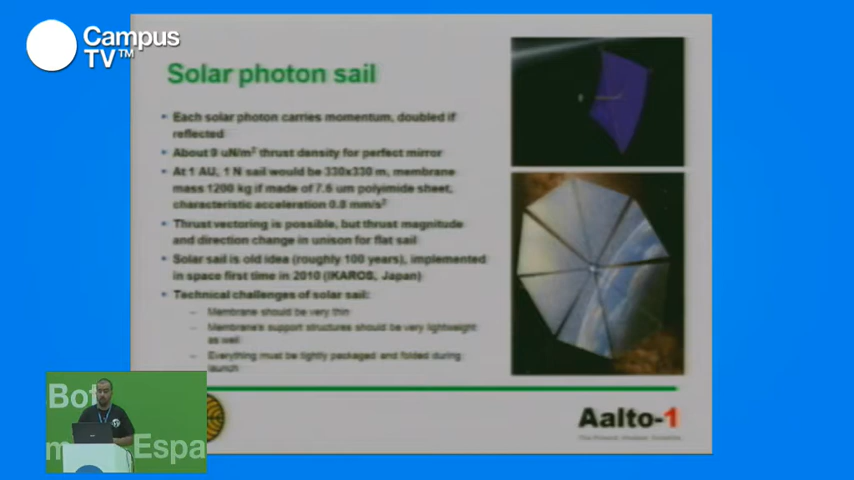 Campus
TV™
Solar photon sail
Each solar photon carries momentum, doubled if
reflected
About 9 uN/m² thrust density for perfect mirror
At 1 AU, 1 N sail would be 330x330 m, membrane
mass 1200 kg if made of 7.6 um polyimide sheet,
characteristic acceleration 0.8 mm/s²
Thrust vectoring is possible, but thrust magnitude
and direction change in unison for flat sail
Solar sail is old idea (roughly 100 years), implemented
in space first time in 2010 (IKAROS, Japan)
Technical challenges of solar sail:
– Membrane should be very thin
– Membrane's support structures should be very lightweight
as well
– Everything must be tightly packaged and folded during
launch
Bot
Espa
Aalto-1